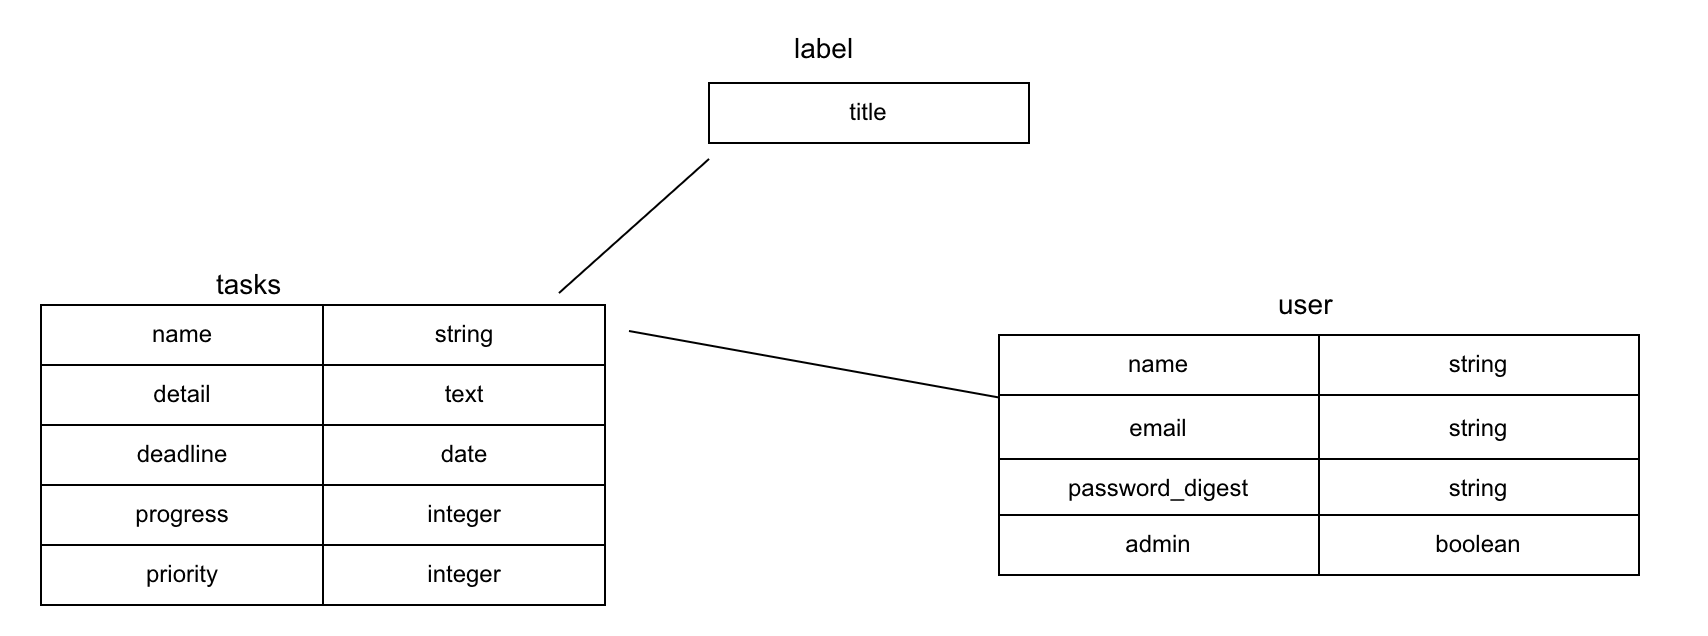 label
title
tasks
name string
detail text
deadline date
progress integer
priority integer
user
name string
email string
password_digest string
admin boolean